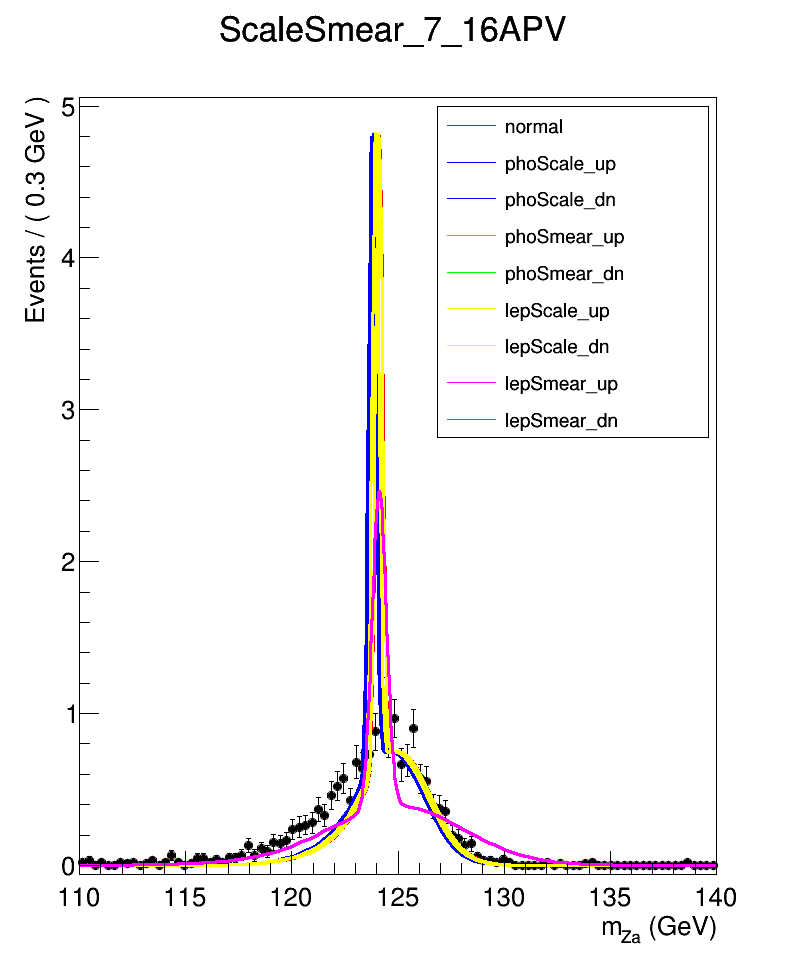 ScaleSmear_7_16APV
Events / ( 0.3 GeV )
5
4
3
2
1
0
normal
phoScale_up
phoScale_dn
phoSmear_up
phoSmear_dn
lepScale_up
lepScale_dn
lepSmear_up
lepSmear_dn
110 115 120 125 130 135 140
m_Za (GeV)